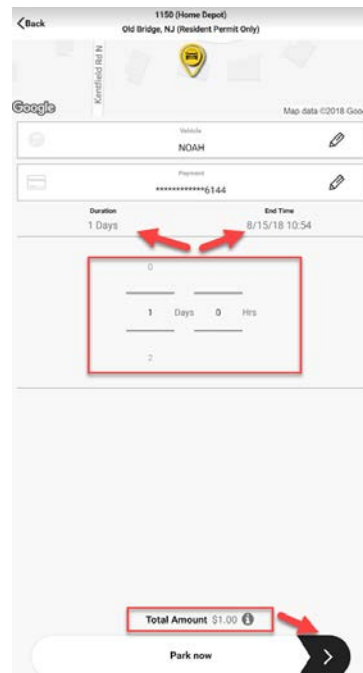 Back
1150 (Home Depot)
Old Bridge, NJ (Resident Permit Only)
Kentfield Rd N
Google
Map data ©2018 Goo
Vehicle
NOAH
Payment
************6144
Duration
End Time
1 Days
8/15/18 10:54
0
1 Days 0 Hrs
2
Total Amount $1.00
Park now